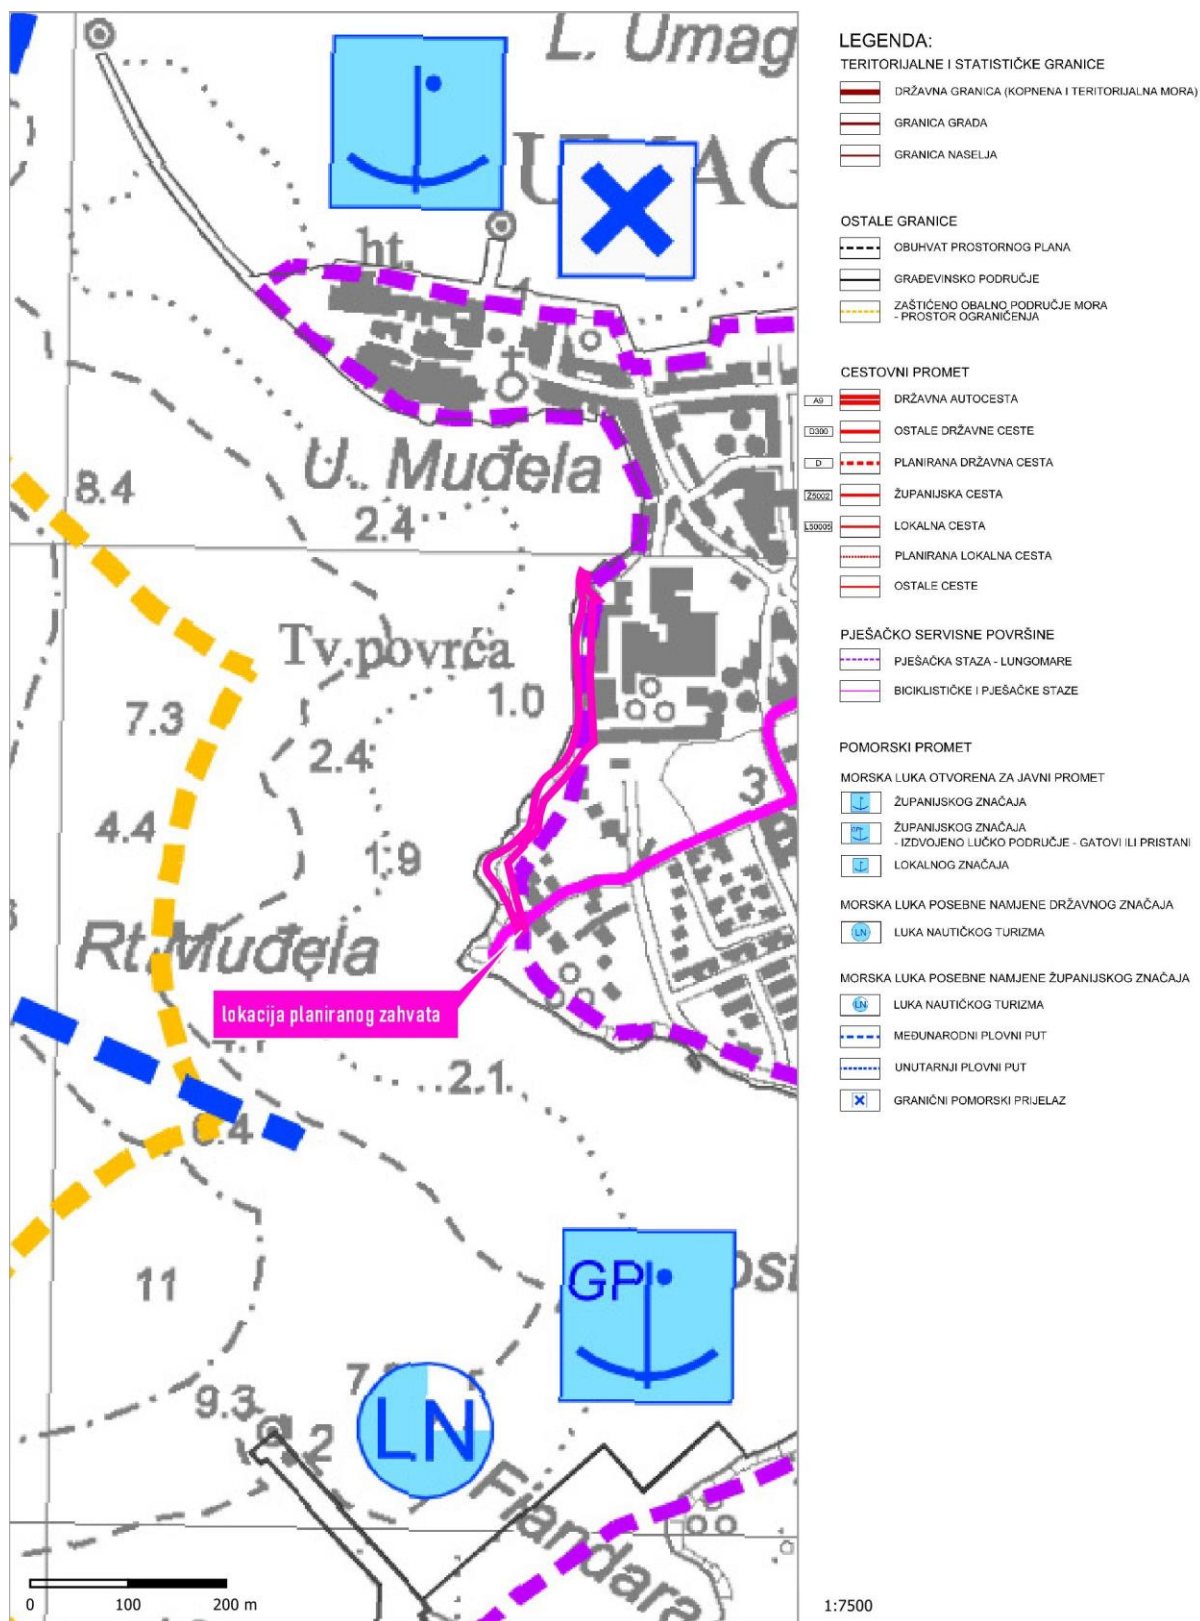 L. Umag
ht.
4
U. Muđela
8.4
2.4
Tv. povrća
1.0
7.3
2.4
3
4.4
1.9
Rt. Muđela
lokacija planiranog zahvata
2.1
6.4
GP
11
9.3
2
LN
Fiandara
0 100 200 m
1:7500
LEGENDA:
TERITORIJALNE I STATISTIČKE GRANICE
DRŽAVNA GRANICA (KOPNENA I TERITORIJALNA MORA)
GRANICA GRADA
GRANICA NASELJA
OSTALE GRANICE
OBUHVAT PROSTORNOG PLANA
GRAĐEVINSKO PODRUČJE
ZAŠTIĆENO OBALNO PODRUČJE MORA
- PROSTOR OGRANIČENJA
CESTOVNI PROMET
A9 DRŽAVNA AUTOCESTA
D300 OSTALE DRŽAVNE CESTE
D PLANIRANA DRŽAVNA CESTA
Ž5002 ŽUPANIJSKA CESTA
L50005 LOKALNA CESTA
PLANIRANA LOKALNA CESTA
OSTALE CESTE
PJEŠAČKO SERVISNE POVRŠINE
PJEŠAČKA STAZA - LUNGOMARE
BICIKLISTIČKE I PJEŠAČKE STAZE
POMORSKI PROMET
MORSKA LUKA OTVORENA ZA JAVNI PROMET
ŽUPANIJSKOG ZNAČAJA
GP ŽUPANIJSKOG ZNAČAJA
- IZDVOJENO LUČKO PODRUČJE - GATOVI ILI PRISTANI
LOKALNOG ZNAČAJA
MORSKA LUKA POSEBNE NAMJENE DRŽAVNOG ZNAČAJA
LN LUKA NAUTIČKOG TURIZMA
MORSKA LUKA POSEBNE NAMJENE ŽUPANIJSKOG ZNAČAJA
LN LUKA NAUTIČKOG TURIZMA
MEĐUNARODNI PLOVNI PUT
UNUTARNJI PLOVNI PUT
GRANIČNI POMORSKI PRIJELAZ